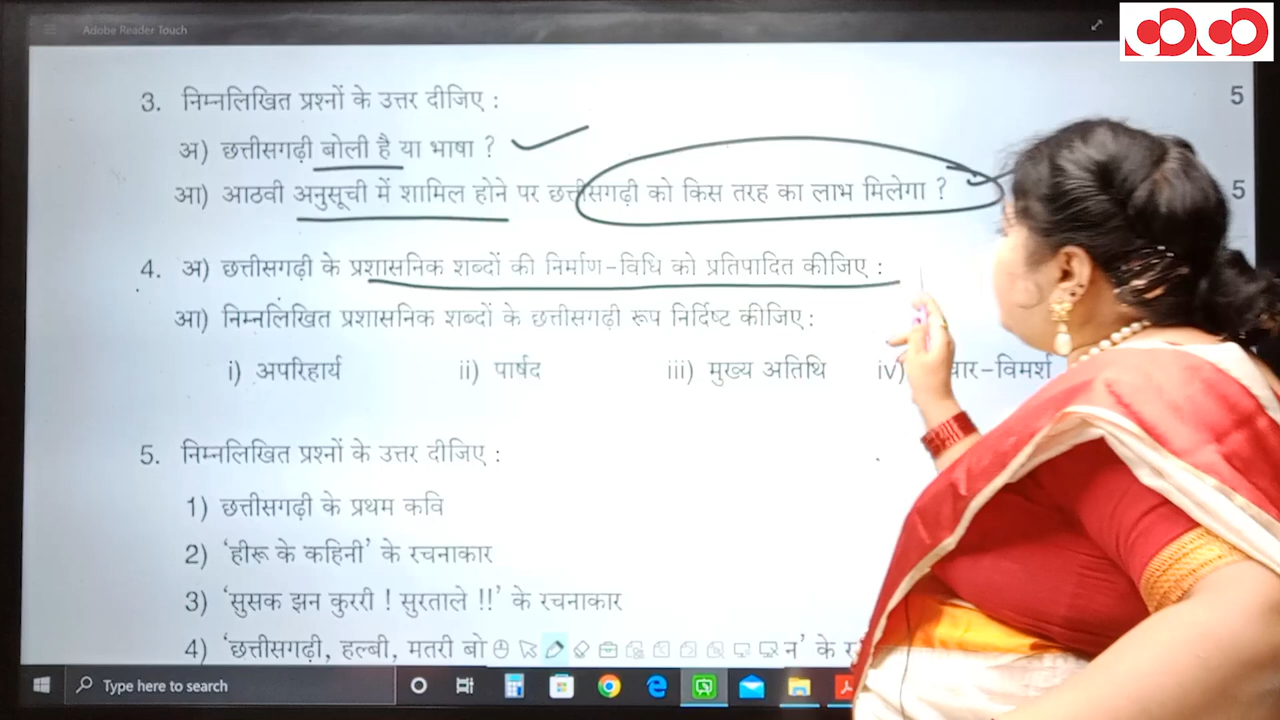 Adobe Reader Touch
3. निम्नलिखित प्रश्नों के उत्तर दीजिए : 5
अ) छत्तीसगढ़ी बोली है या भाषा ?
आ) आठवी अनुसूची में शामिल होने पर छत्तीसगढ़ी को किस तरह का लाभ मिलेगा ? 5
4. अ) छत्तीसगढ़ी के प्रशासनिक शब्दों की निर्माण-विधि को प्रतिपादित कीजिए :
आ) निम्नलिखित प्रशासनिक शब्दों के छत्तीसगढ़ी रूप निर्दिष्ट कीजिए :
i) अपरिहार्य ii) पार्षद iii) मुख्य अतिथि iv) चार-विमर्श
5. निम्नलिखित प्रश्नों के उत्तर दीजिए :
1) छत्तीसगढ़ी के प्रथम कवि
2) 'हीरू के कहिनी' के रचनाकार
3) 'सुसक झन कुररी ! सुरताले !!' के रचनाकार
4) 'छत्तीसगढ़ी, हल्बी, मतरी बो न' के
Type here to search